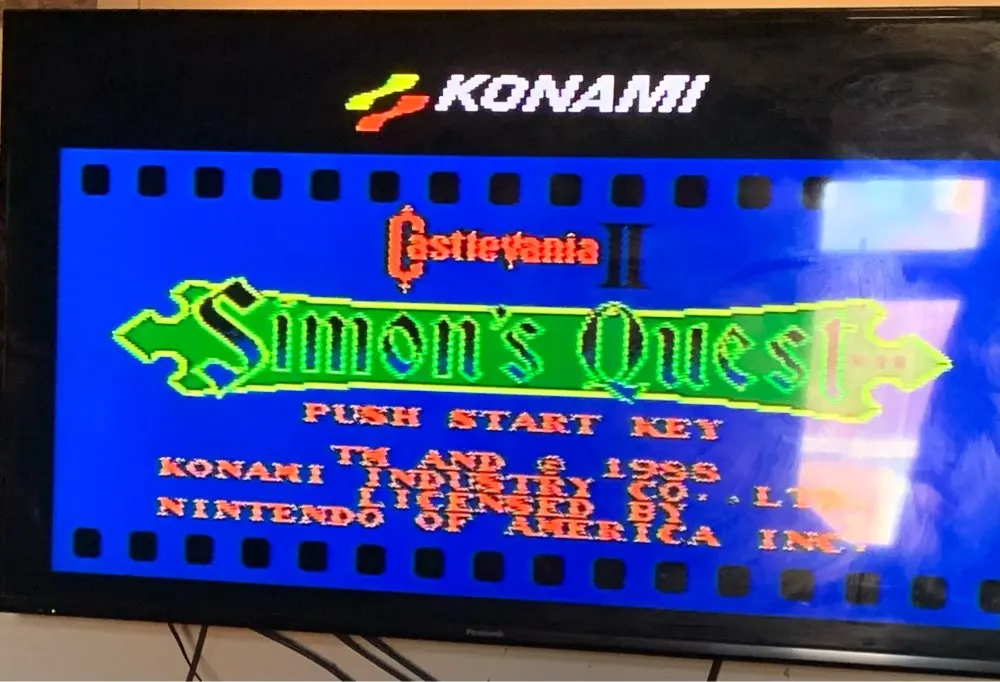 KONAMI
Castlevania II
Simon's Quest
PUSH START KEY
TM AND © 1988
KONAMI INDUSTRY CO., LTD.
LICENSED BY
NINTENDO OF AMERICA INC.
Panasonic